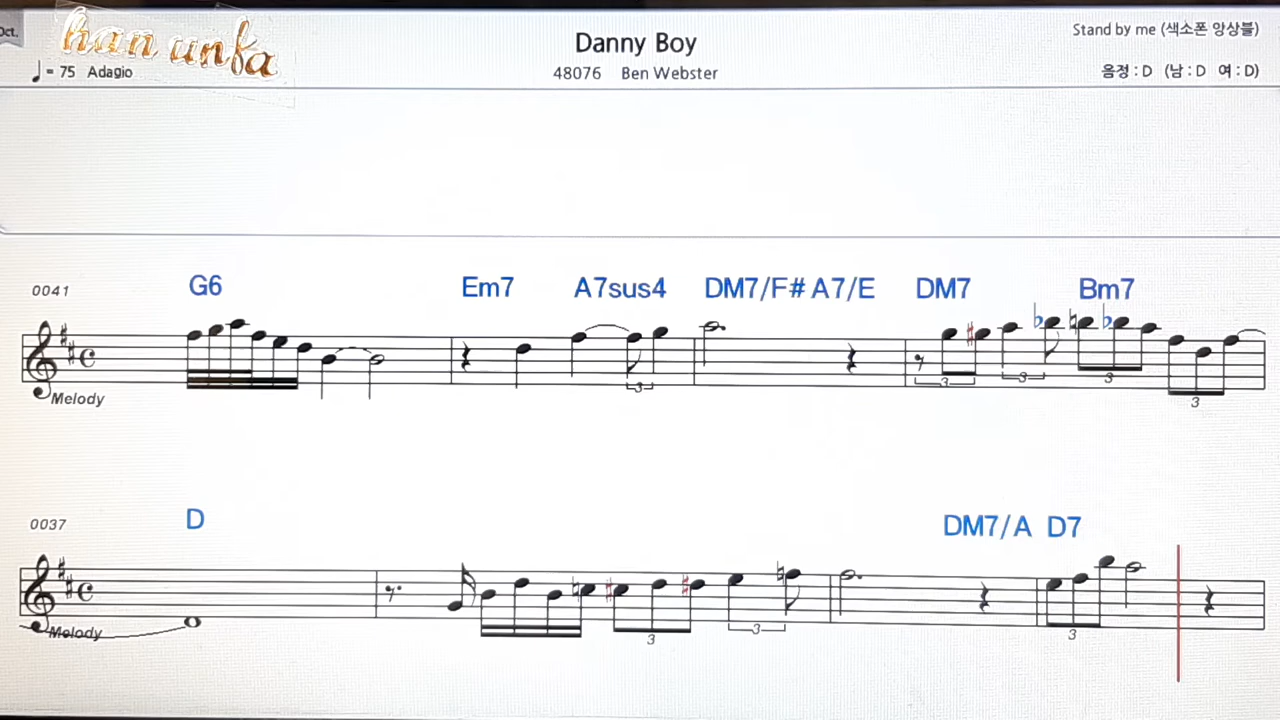 Oct.
han unfa
Danny Boy
Stand by me (색소폰 앙상블)
♩= 75 Adagio
48076 Ben Webster
음정 : D (남 : D 여 : D)
0041
G6 Em7 A7sus4 DM7/F# A7/E DM7 Bm7
3 3 3 3 3
Melody
0037
D DM7/A D7
3 3 3
Melody